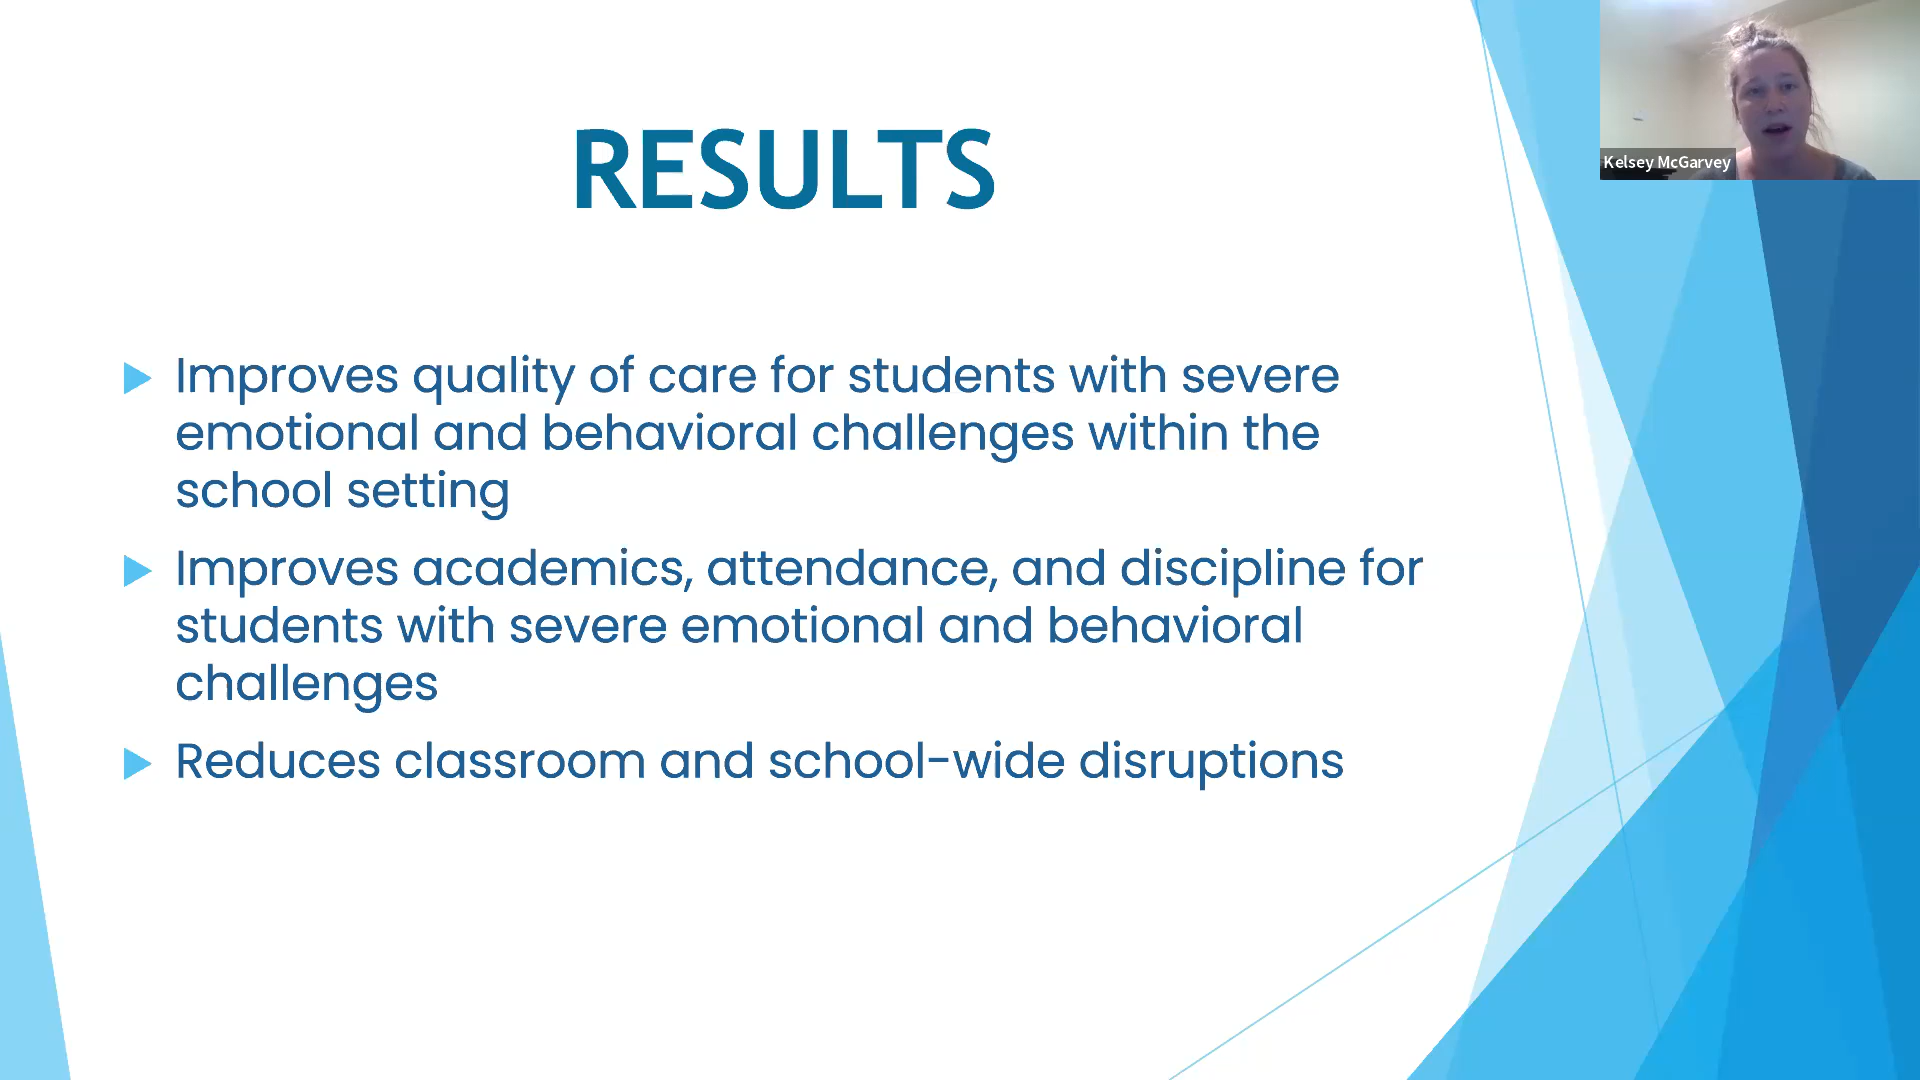 RESULTS
Kelsey McGarvey
Improves quality of care for students with severe
emotional and behavioral challenges within the
school setting
Improves academics, attendance, and discipline for
students with severe emotional and behavioral
challenges
Reduces classroom and school-wide disruptions